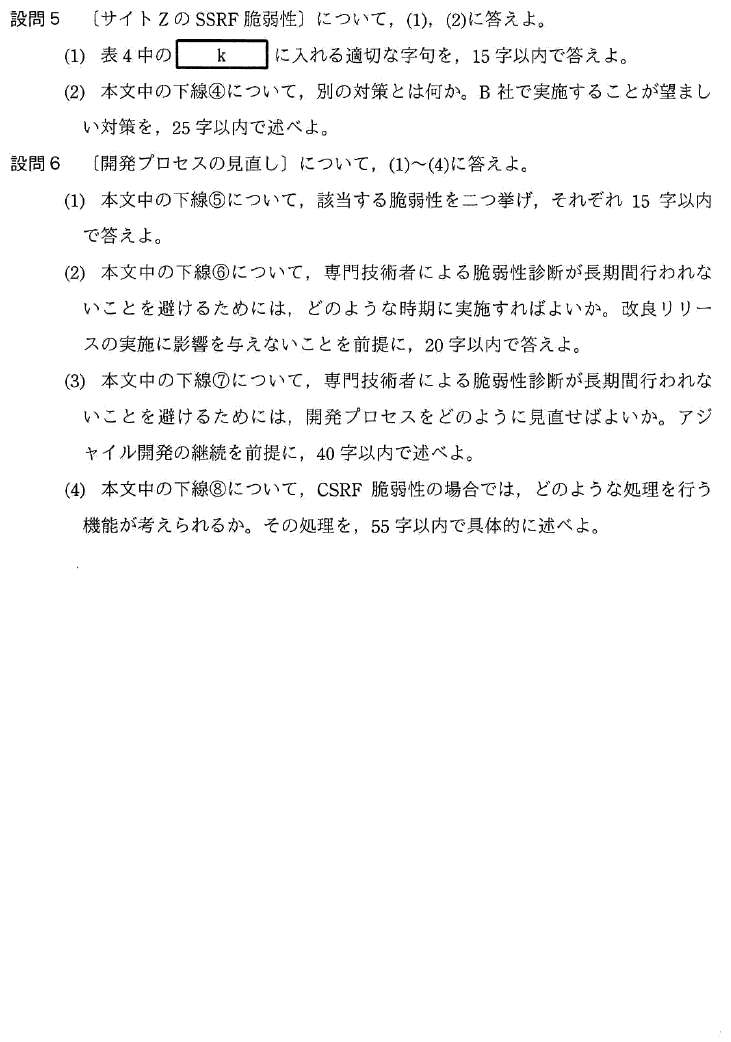 設問5 〔サイトZのSSRF脆弱性〕について，(1)，(2)に答えよ。
(1) 表4中の k に入れる適切な字句を，15字以内で答えよ。
(2) 本文中の下線④について，別の対策とは何か。B社で実施することが望まし
い対策を，25字以内で述べよ。
設問6 〔開発プロセスの見直し〕について，(1)～(4)に答えよ。
(1) 本文中の下線⑤について，該当する脆弱性を二つ挙げ，それぞれ15字以内
で答えよ。
(2) 本文中の下線⑥について，専門技術者による脆弱性診断が長期間行われな
いことを避けるためには，どのような時期に実施すればよいか。改良リリー
スの実施に影響を与えないことを前提に，20字以内で答えよ。
(3) 本文中の下線⑦について，専門技術者による脆弱性診断が長期間行われな
いことを避けるためには，開発プロセスをどのように見直せばよいか。アジ
ャイル開発の継続を前提に，40字以内で述べよ。
(4) 本文中の下線⑧について，CSRF脆弱性の場合では，どのような処理を行う
機能が考えられるか。その処理を，55字以内で具体的に述べよ。